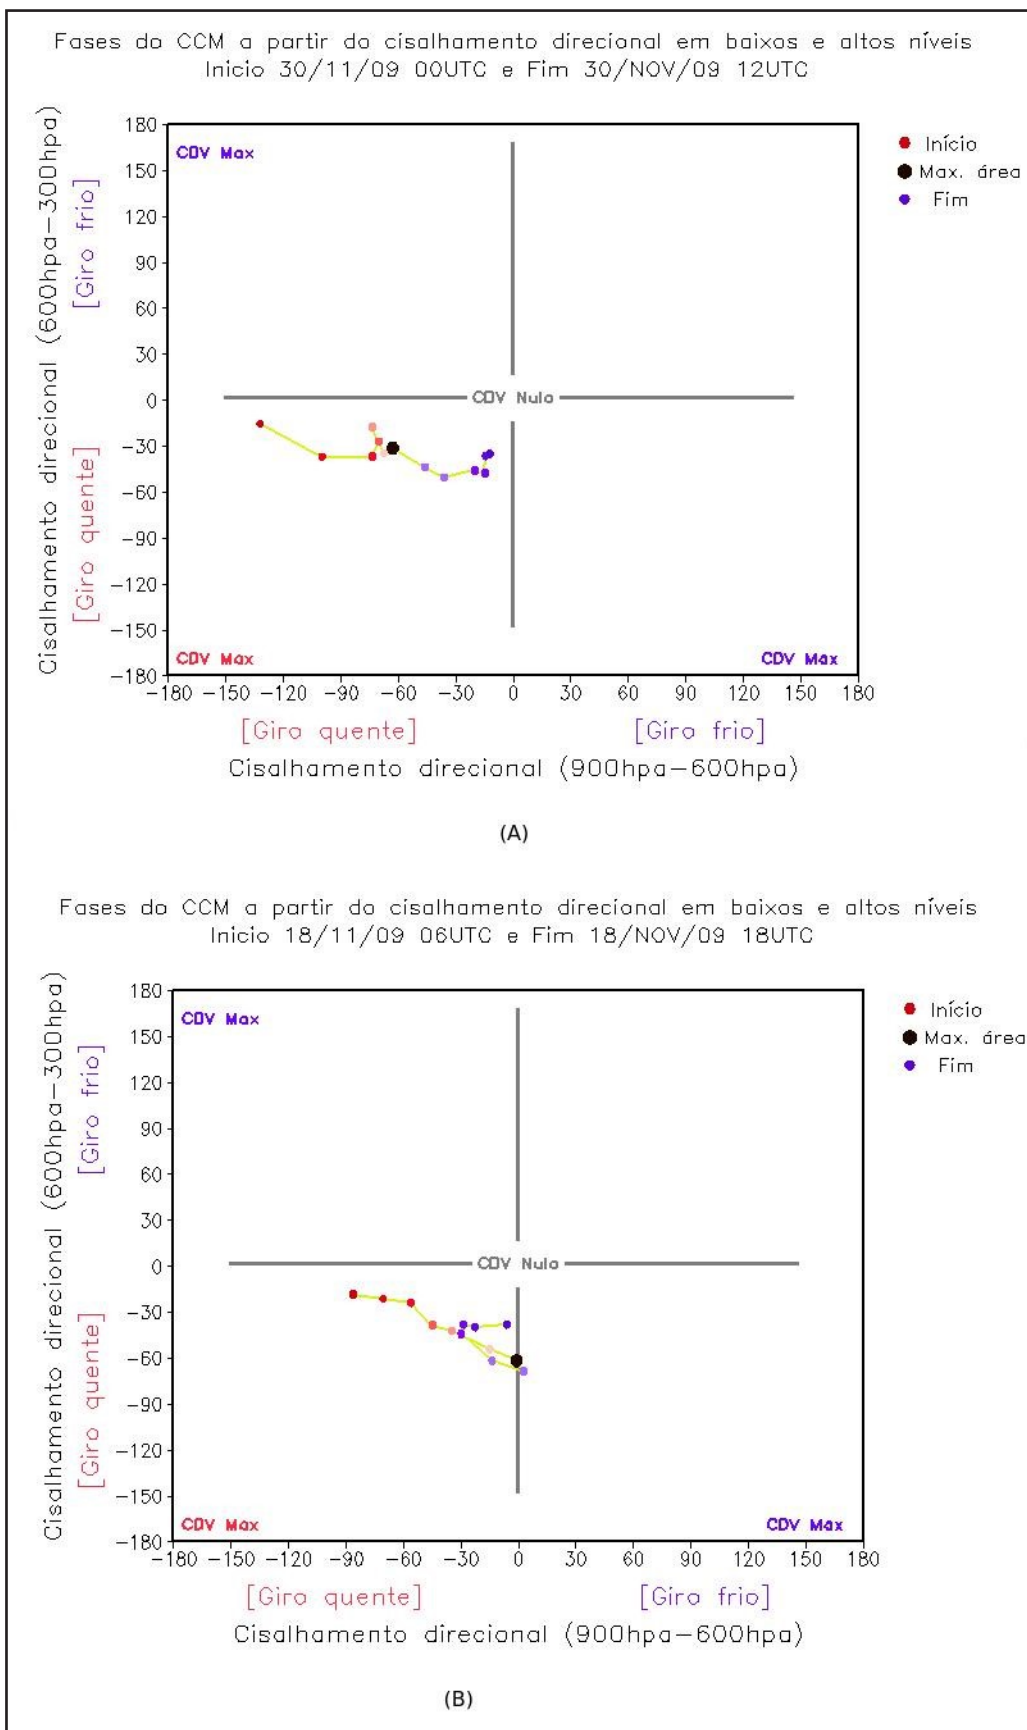 Fases do CCM a partir do cisalhamento direcional em baixos e altos níveis
Inicio 30/11/09 00UTC e Fim 30/NOV/09 12UTC
Cisalhamento direcional (600hpa-300hpa)
[Giro quente]
[Giro frio]
180
150
120
90
60
30
0
-30
-60
-90
-120
-150
-180
CDV Max
CDV Nulo
CDV Max
CDV Max
Início
Max. área
Fim
-180 -150 -120 -90 -60 -30 0 30 60 90 120 150 180
[Giro quente] [Giro frio]
Cisalhamento direcional (900hpa-600hpa)
(A)
Fases do CCM a partir do cisalhamento direcional em baixos e altos níveis
Inicio 18/11/09 06UTC e Fim 18/NOV/09 18UTC
Cisalhamento direcional (600hpa-300hpa)
[Giro quente]
[Giro frio]
180
150
120
90
60
30
0
-30
-60
-90
-120
-150
-180
CDV Max
CDV Nulo
CDV Max
CDV Max
Início
Max. área
Fim
-180 -150 -120 -90 -60 -30 0 30 60 90 120 150 180
[Giro quente] [Giro frio]
Cisalhamento direcional (900hpa-600hpa)
(B)